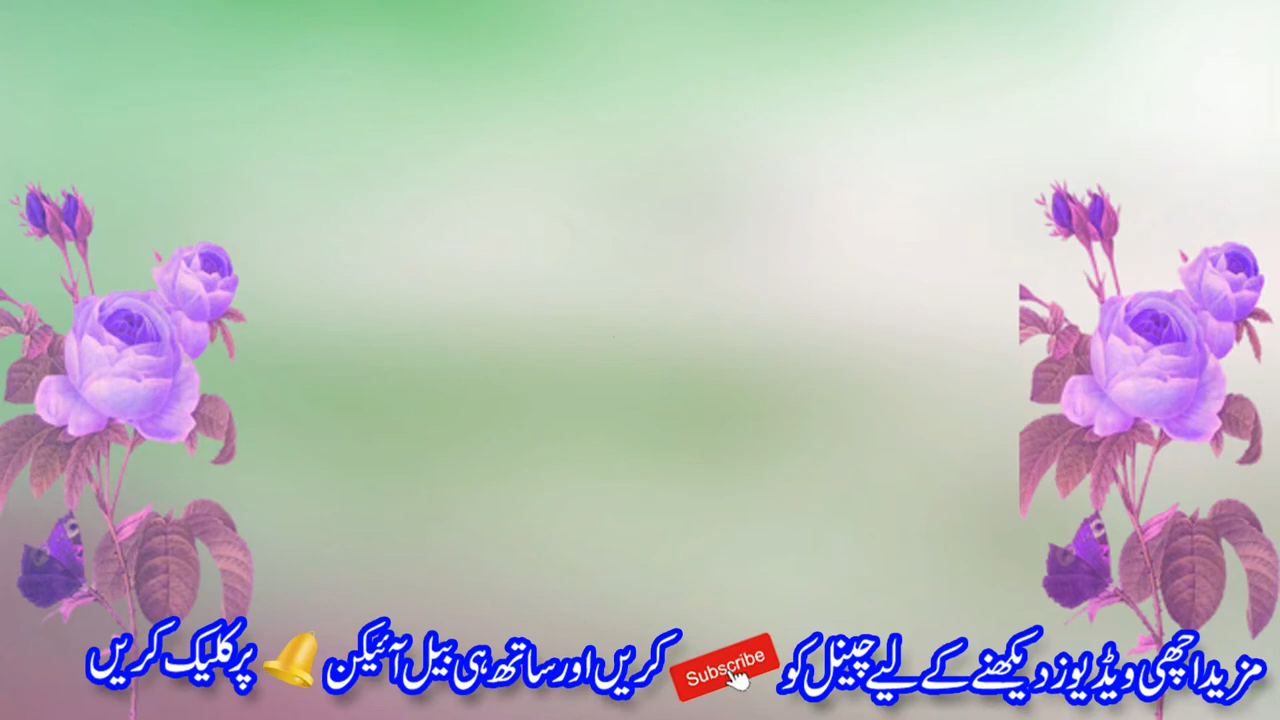 مزید اچھی ویڈیوز دیکھنے کے لیے چینل کو Subscribe کریں اور ساتھ ہی بیل آئیکن 🔔 پر کلیک کریں